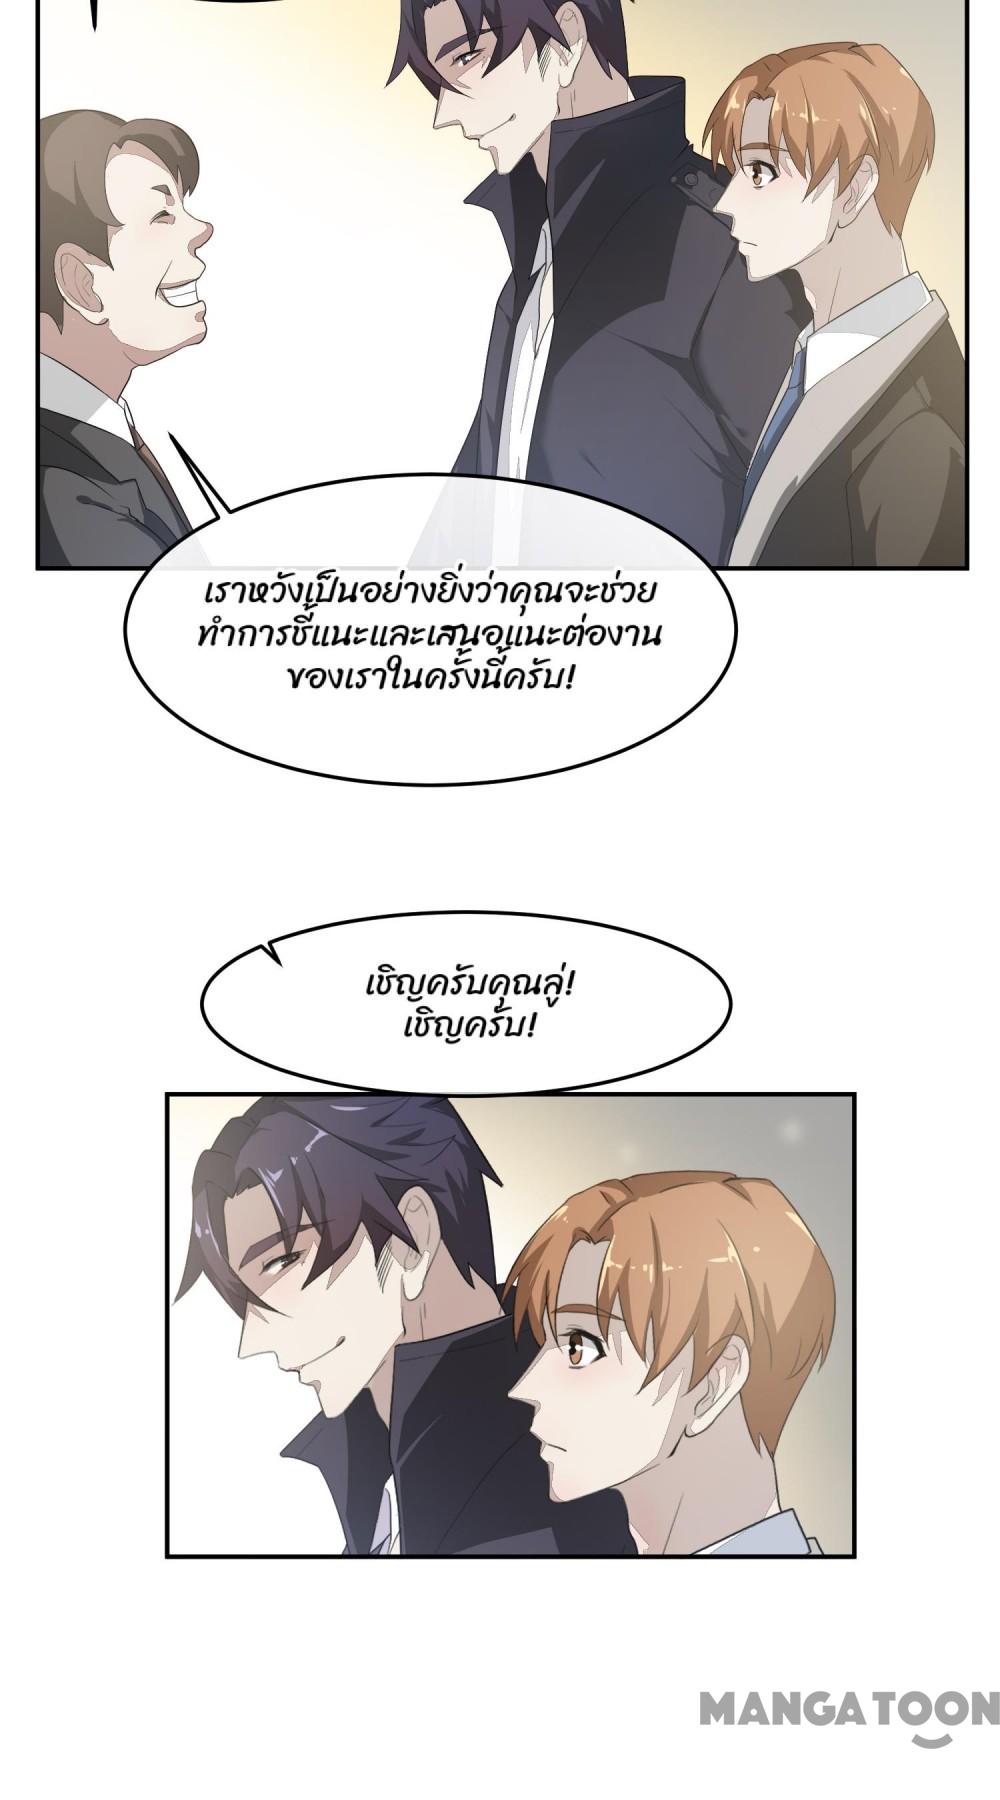 เราหวังเป็นอย่างยิ่งว่าคุณจะช่วย
ทำการชี้แนะและเสนอแนะต่องาน
ของเราในครั้งนี้ครับ!
เชิญครับคุณลู่!
เชิญครับ!
MANGATOON